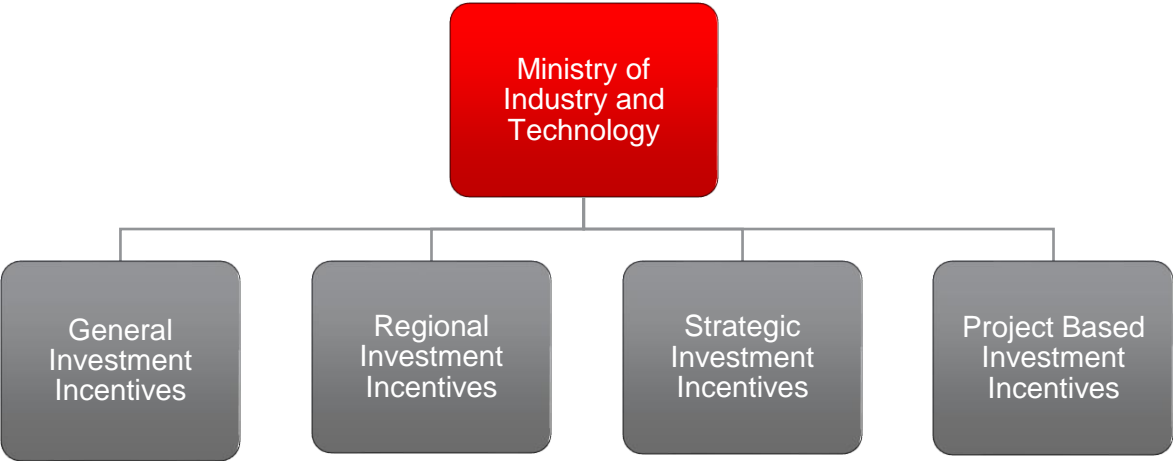 Ministry of
Industry and
Technology
General
Investment
Incentives
Regional
Investment
Incentives
Strategic
Investment
Incentives
Project Based
Investment
Incentives